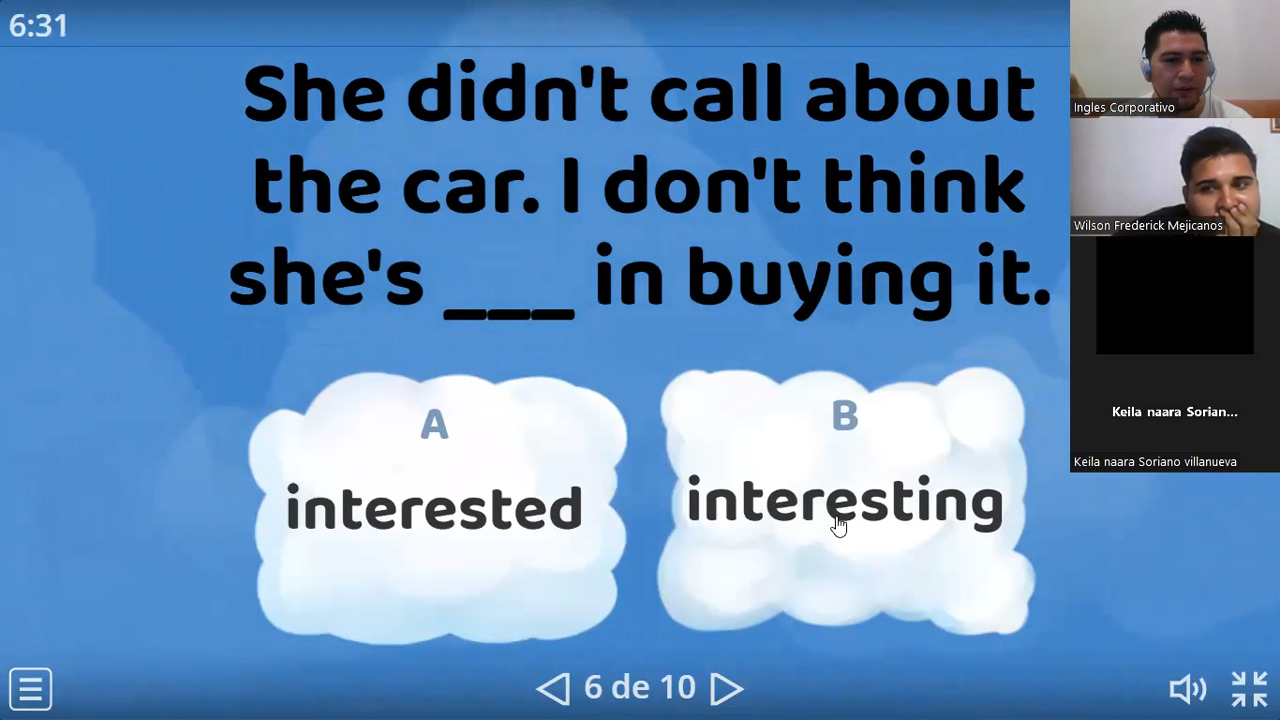 6:31
She didn't call about
the car. I don't think
she's ___ in buying it.
A
interested
B
interesting
6 de 10
Ingles Corporativo
Wilson Frederick Mejicanos
Keila naara Sorian...
Keila naara Soriano villanueva